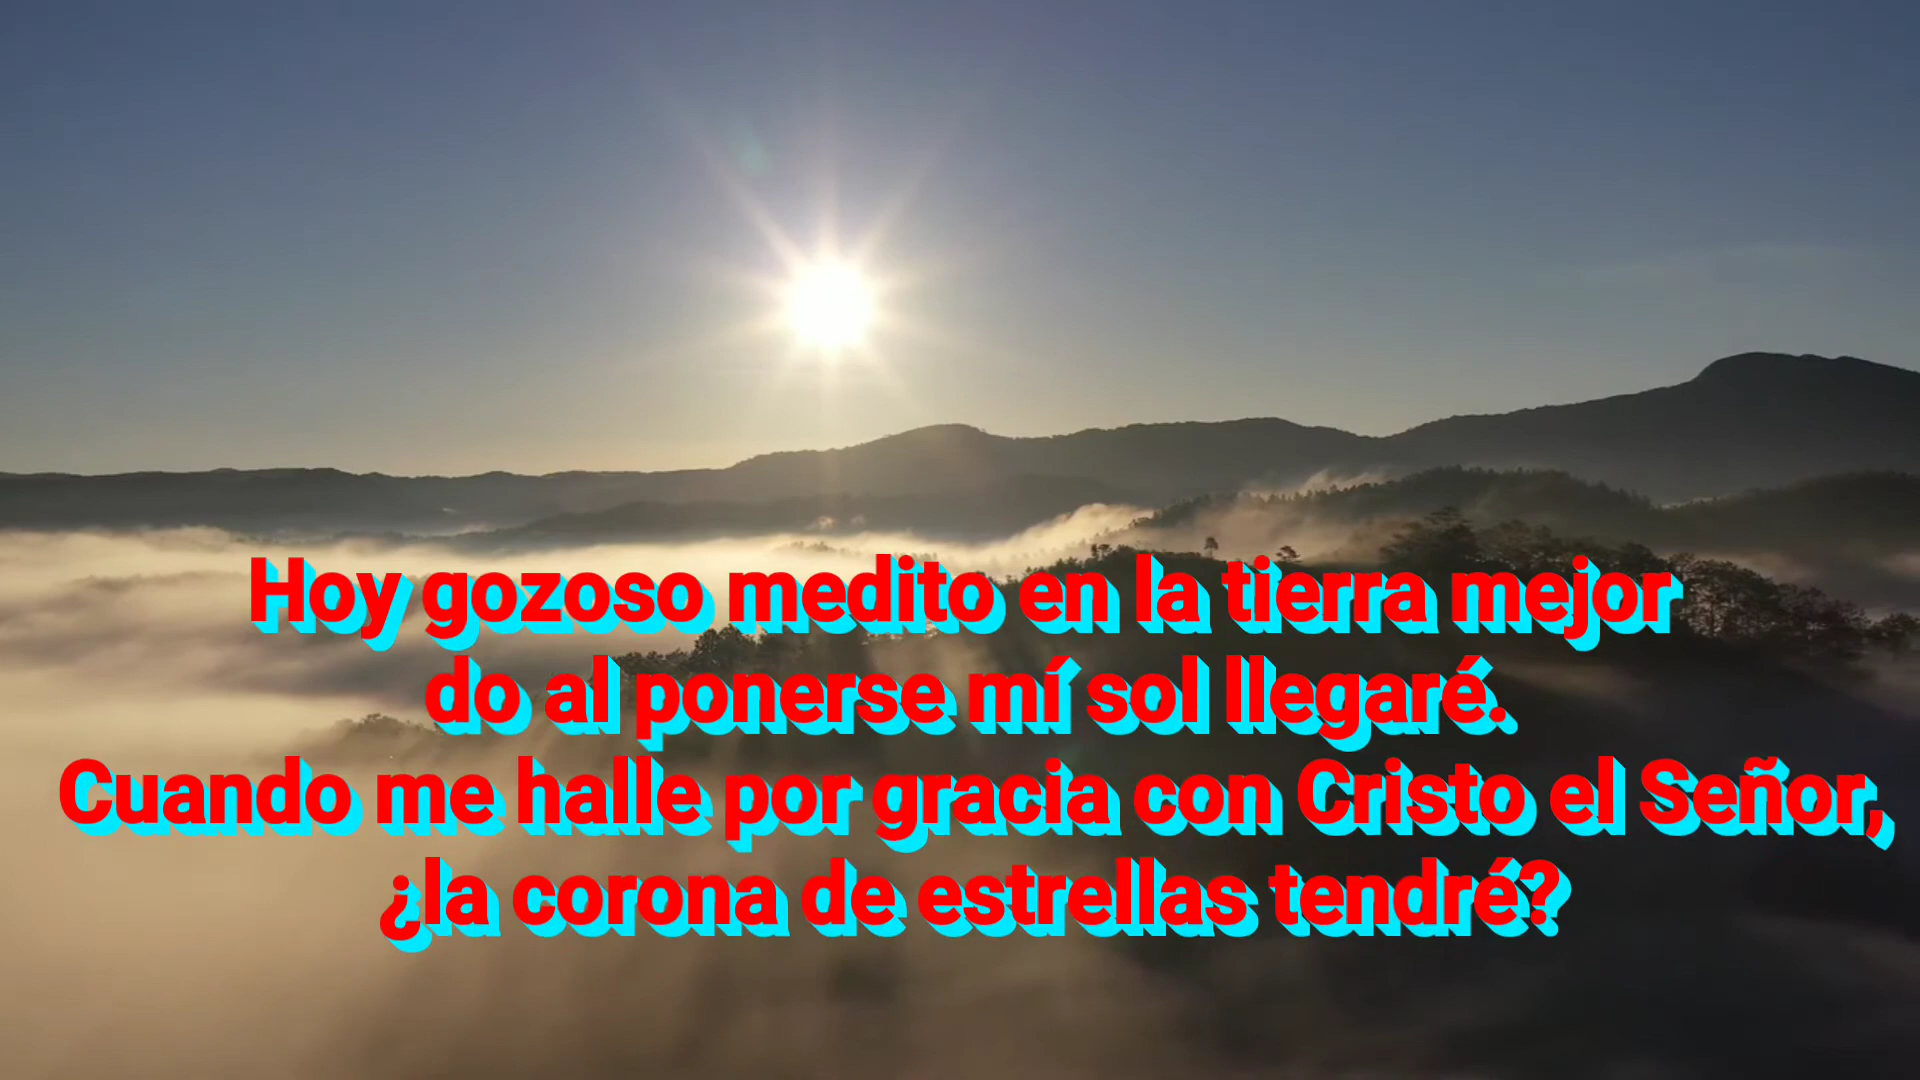 Hoy gozoso medito en la tierra mejor
do al ponerse mí sol llegaré.
Cuando me halle por gracia con Cristo el Señor,
¿la corona de estrellas tendré?